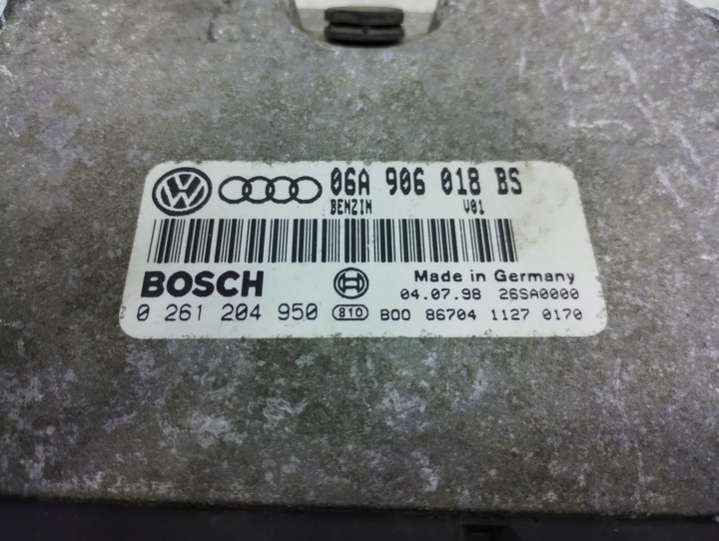 06A 906 018 BS
BENZIN V01
BOSCH Made in Germany
04.07.98 26SA0000
0 261 204 950 810 B00 86704 1127 0170